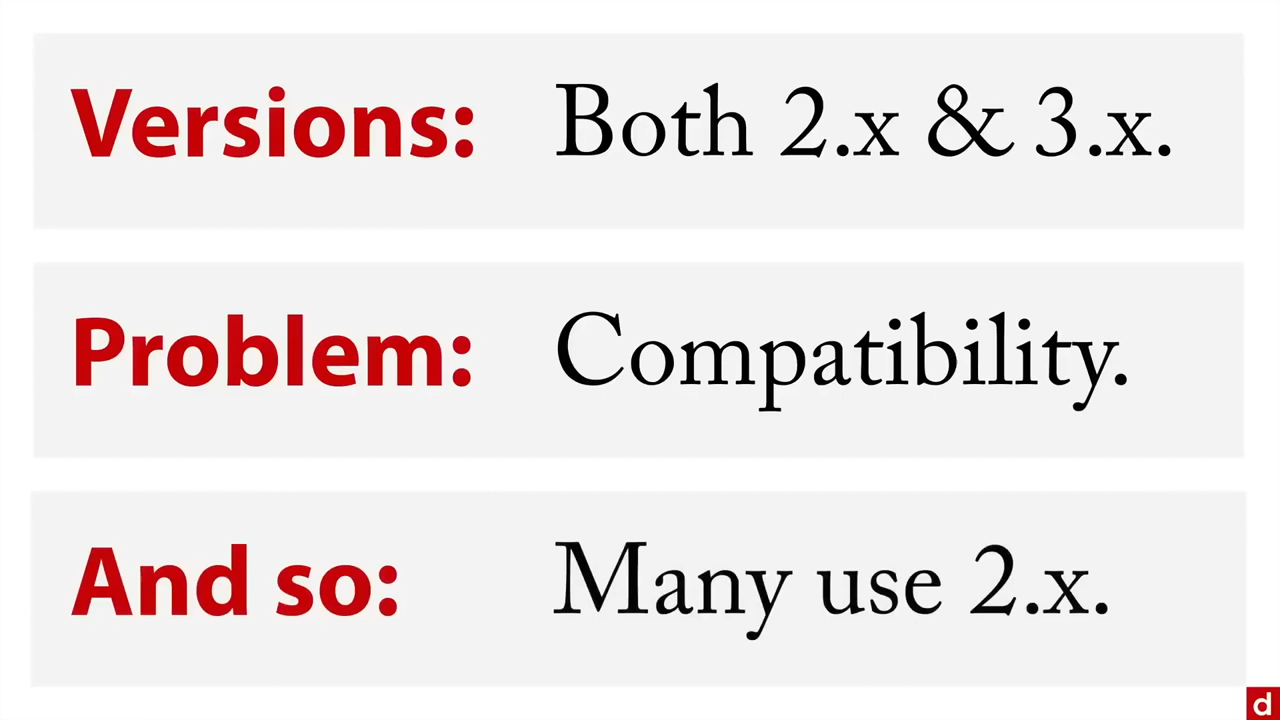 Versions: Both 2.x & 3.x.
Problem: Compatibility.
And so: Many use 2.x.
d